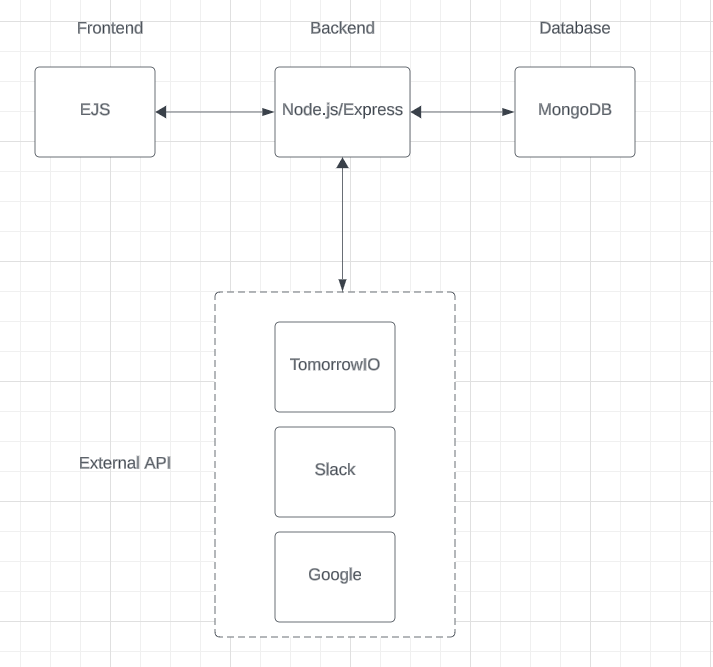 Frontend
Backend
Database
EJS
Node.js/Express
MongoDB
TomorrowIO
External API
Slack
Google